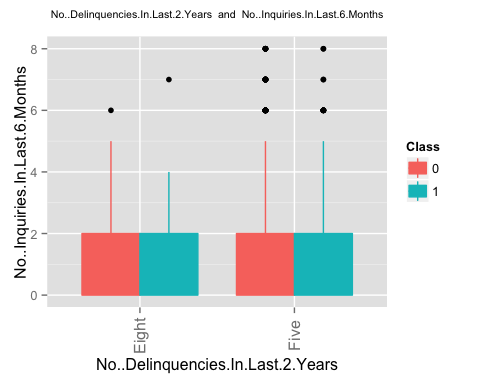 No..Delinquencies.In.Last.2.Years and No..Inquiries.In.Last.6.Months
8
6
4
2
0
No..Inquiries.In.Last.6.Months
Eight
Five
No..Delinquencies.In.Last.2.Years
Class
0
1